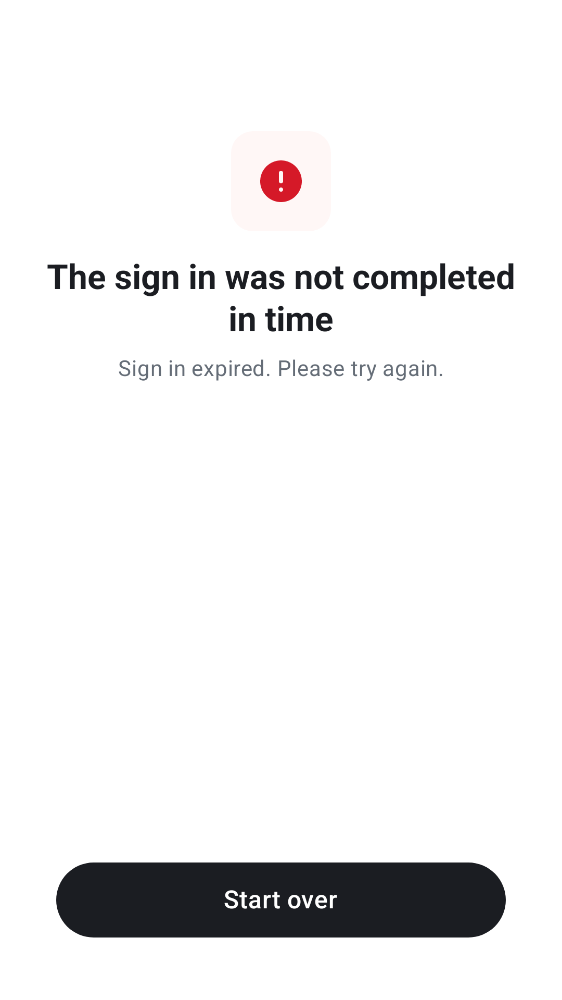 The sign in was not completed
in time
Sign in expired. Please try again.
Start over